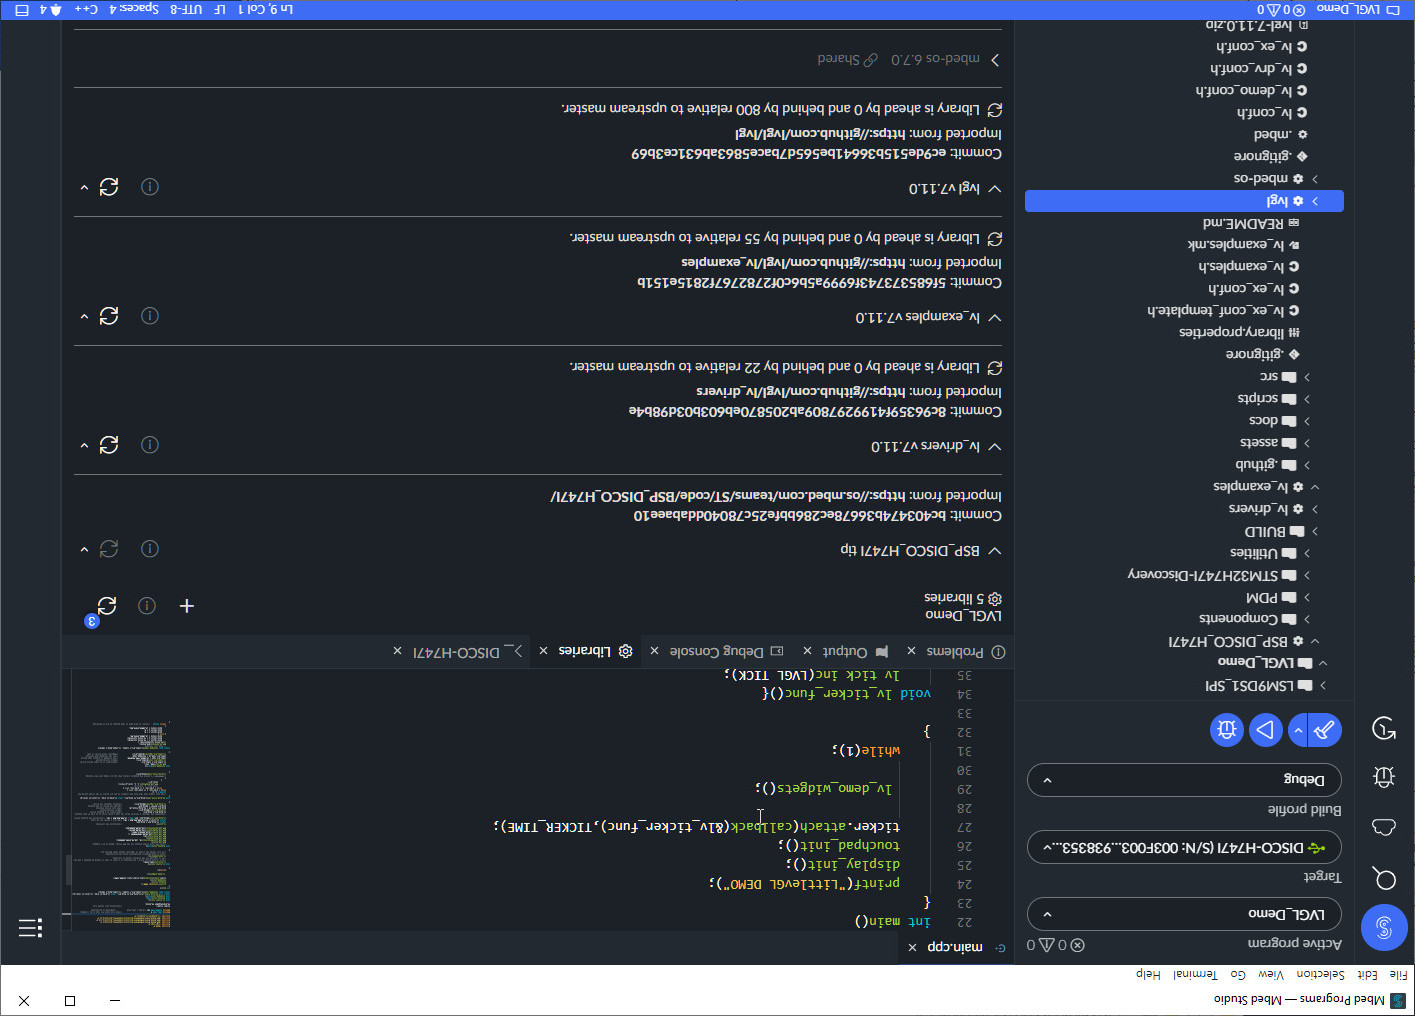 Mbed Programs — Mbed Studio
File Edit Selection View Go Terminal Help
Active program 0 0
LVGL_Demo
Target
DISCO-H747I (S/N: 003F003...938353...
Build profile
Debug
LSM9DS1_SPI
LVGL_Demo
BSP_DISCO_H747I
Components
PDM
STM32H747I-Discovery
Utilities
BUILD
lv_drivers
lv_examples
.github
assets
docs
scripts
src
.gitignore
library.properties
lv_ex_conf_template.h
lv_ex_conf.h
lv_examples.h
lv_examples.mk
README.md
lvgl
mbed-os
.gitignore
.mbed
lv_conf.h
lv_demo_conf.h
lv_drv_conf.h
lv_ex_conf.h
lvgl-7.11.0.zip
main.cpp
22 int main()
23 {
24 printf("LittlevGL DEMO");
25 display_init();
26 touchpad_init();
27 ticker.attach(callback(&lv_ticker_func),TICKER_TIME);
28
29 lv_demo_widgets();
30
31 while(1);
32 }
33
34 void lv_ticker_func(){
35 lv_tick_inc(LVGL_TICK);
Problems Output Debug Console Libraries DISCO-H747I
LVGL_Demo
5 libraries
3
BSP_DISCO_H747I tip
Commit: bc403474b36678ec286bbfe25c78040ddabaee10
Imported from: https://os.mbed.com/teams/ST/code/BSP_DISCO_H747I/
lv_drivers v7.11.0
Commit: 8c96359f4199297809ab205870eb603b03d98b4e
Imported from: https://github.com/lvgl/lv_drivers
Library is ahead by 0 and behind by 22 relative to upstream master.
lv_examples v7.11.0
Commit: 5f685373743f6999a5b6c0f2782767f2815e151b
Imported from: https://github.com/lvgl/lv_examples
Library is ahead by 0 and behind by 55 relative to upstream master.
lvgl v7.11.0
Commit: ec9de515b36641be565d7bace5863ab631ce3b69
Imported from: https://github.com/lvgl/lvgl
Library is ahead by 0 and behind by 800 relative to upstream master.
mbed-os 6.7.0 Shared
LVGL_Demo 0 0 Ln 9, Col 1 LF UTF-8 Spaces: 4 C++ 4